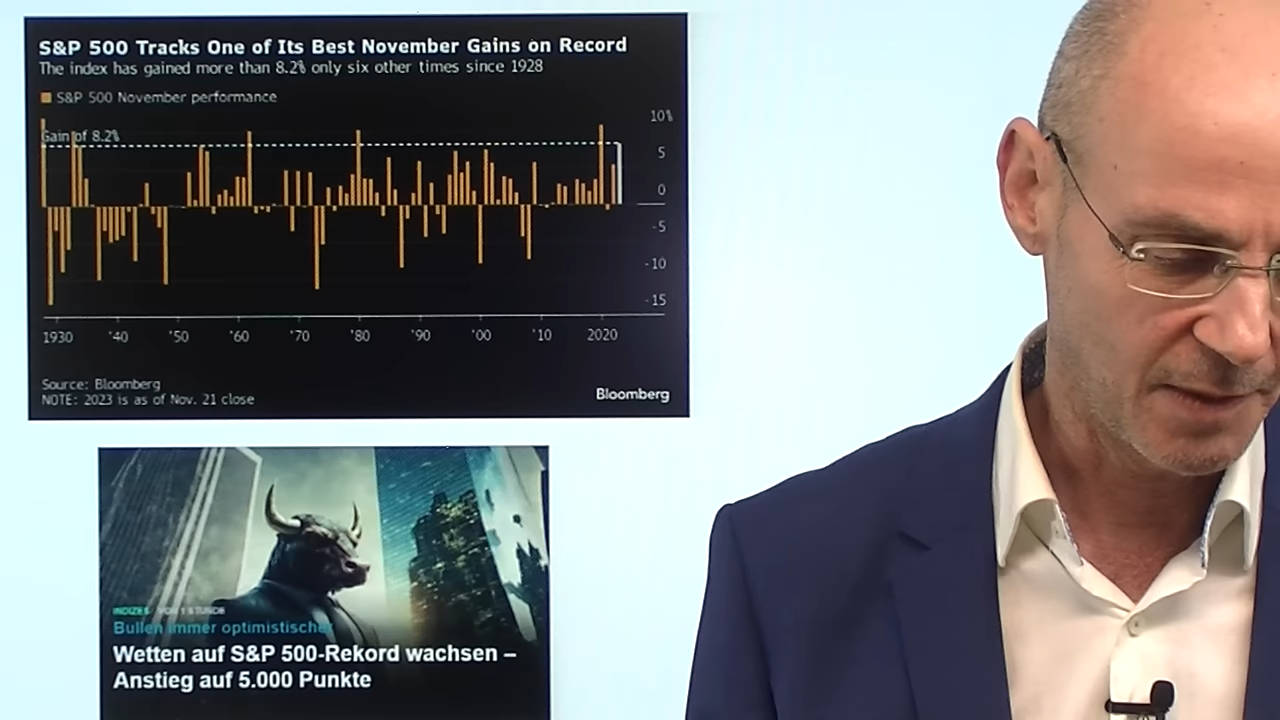 S&P 500 Tracks One of Its Best November Gains on Record
The index has gained more than 8.2% only six other times since 1928
S&P 500 November performance
10%
Gain of 8.2%
5
0
-5
-10
-15
1930 '40 '50 '60 '70 '80 '90 '00 '10 2020
Source: Bloomberg
NOTE: 2023 is as of Nov. 21 close
Bloomberg
INDIZES VOR 1 STUNDE
Bullen immer optimistischer
Wetten auf S&P 500-Rekord wachsen –
Anstieg auf 5.000 Punkte